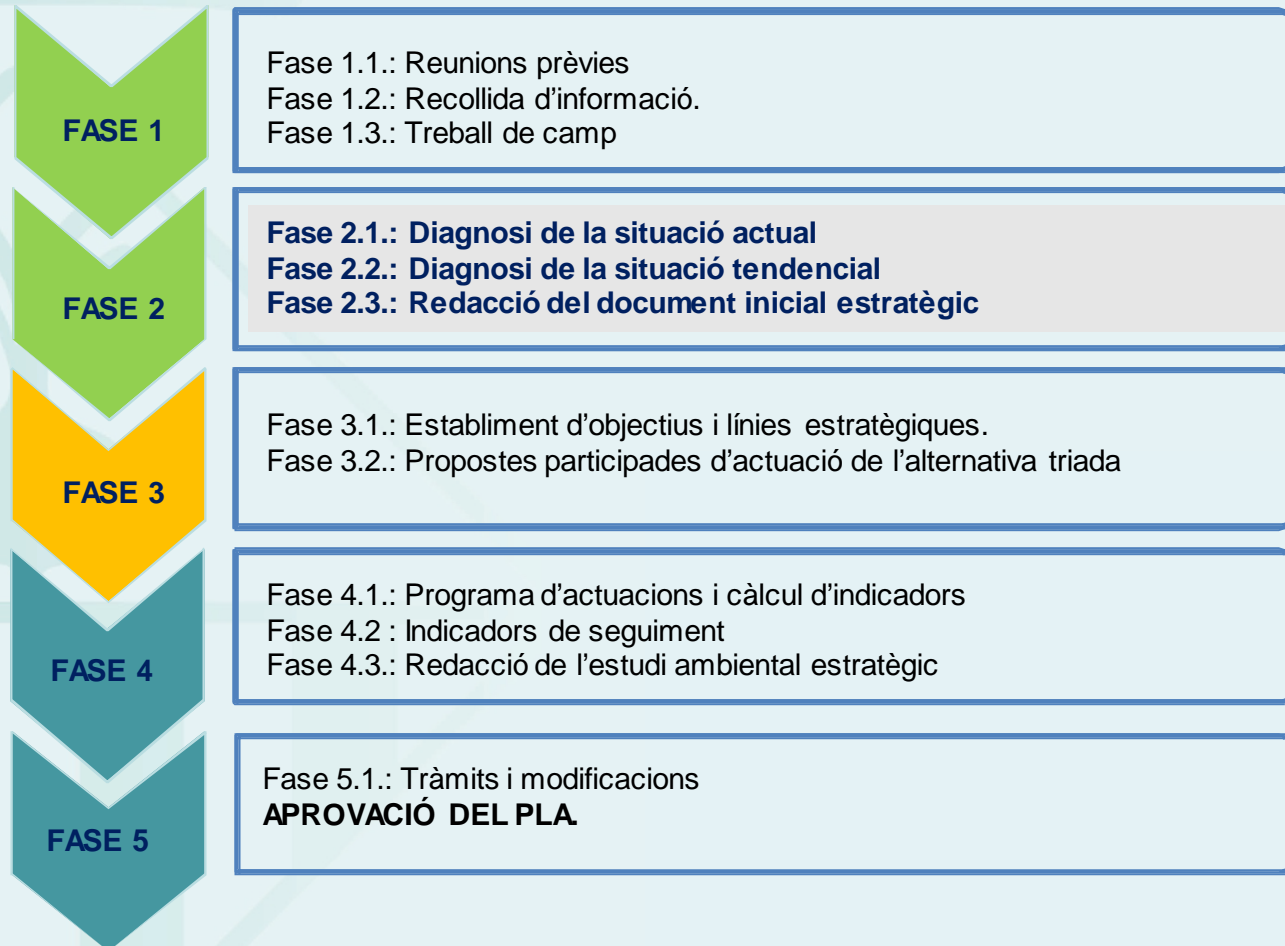 FASE 1
Fase 1.1.: Reunions prèvies
Fase 1.2.: Recollida d’informació.
Fase 1.3.: Treball de camp
FASE 2
Fase 2.1.: Diagnosi de la situació actual
Fase 2.2.: Diagnosi de la situació tendencial
Fase 2.3.: Redacció del document inicial estratègic
FASE 3
Fase 3.1.: Establiment d’objectius i línies estratègiques.
Fase 3.2.: Propostes participades d’actuació de l’alternativa triada
FASE 4
Fase 4.1.: Programa d’actuacions i càlcul d’indicadors
Fase 4.2 : Indicadors de seguiment
Fase 4.3.: Redacció de l’estudi ambiental estratègic
FASE 5
Fase 5.1.: Tràmits i modificacions
APROVACIÓ DEL PLA.